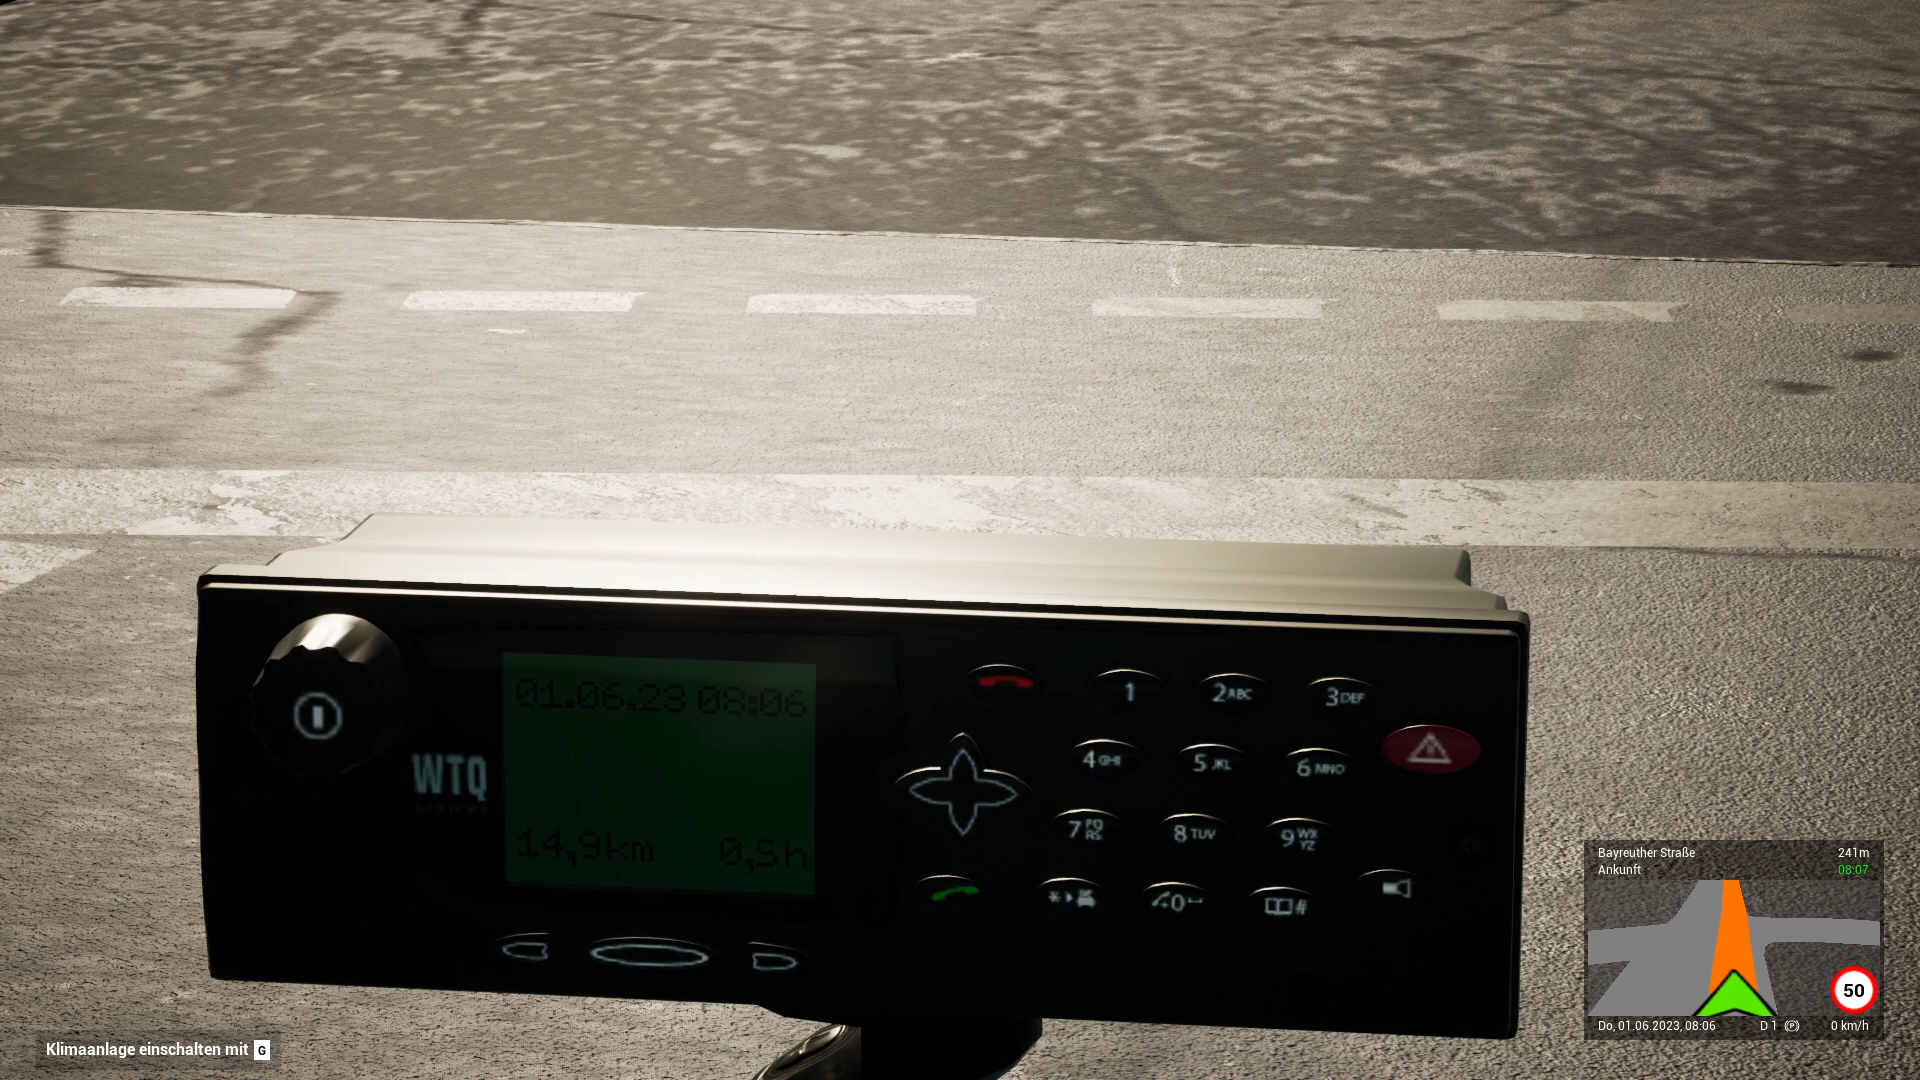 01.06.23 08:06
14,9km 0,5h
WTQ
SYSTEMS
1 2ABC 3DEF
4GHI 5JKL 6MNO
7PQRS 8TUV 9WXYZ
0 #
Bayreuther Straße 241m
Ankunft 08:07
50
Do, 01.06.2023, 08:06 D 1 (P) 0 km/h
Klimaanlage einschalten mit G